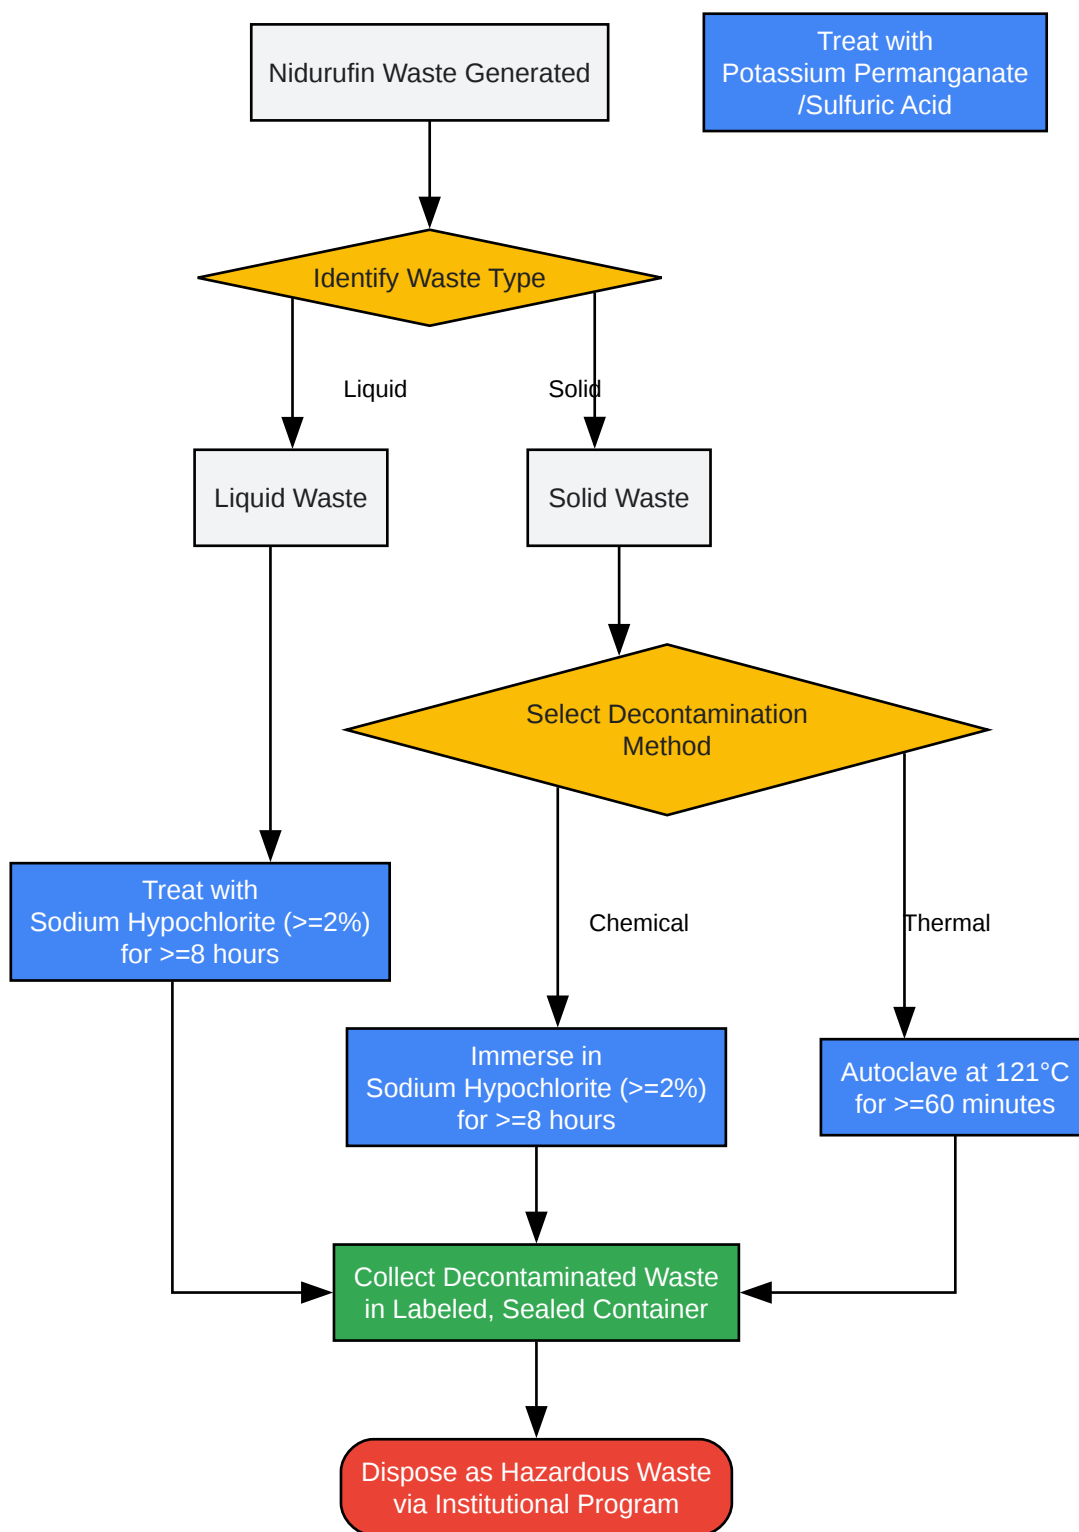 Nidurufin Waste Generated
Treat with
Potassium Permanganate
/Sulfuric Acid
Identify Waste Type
Liquid
Solid
Liquid Waste
Solid Waste
Select Decontamination
Method
Treat with
Sodium Hypochlorite (>=2%)
for >=8 hours
Chemical
Thermal
Immerse in
Sodium Hypochlorite (>=2%)
for >=8 hours
Autoclave at 121°C
for >=60 minutes
Collect Decontaminated Waste
in Labeled, Sealed Container
Dispose as Hazardous Waste
via Institutional Program